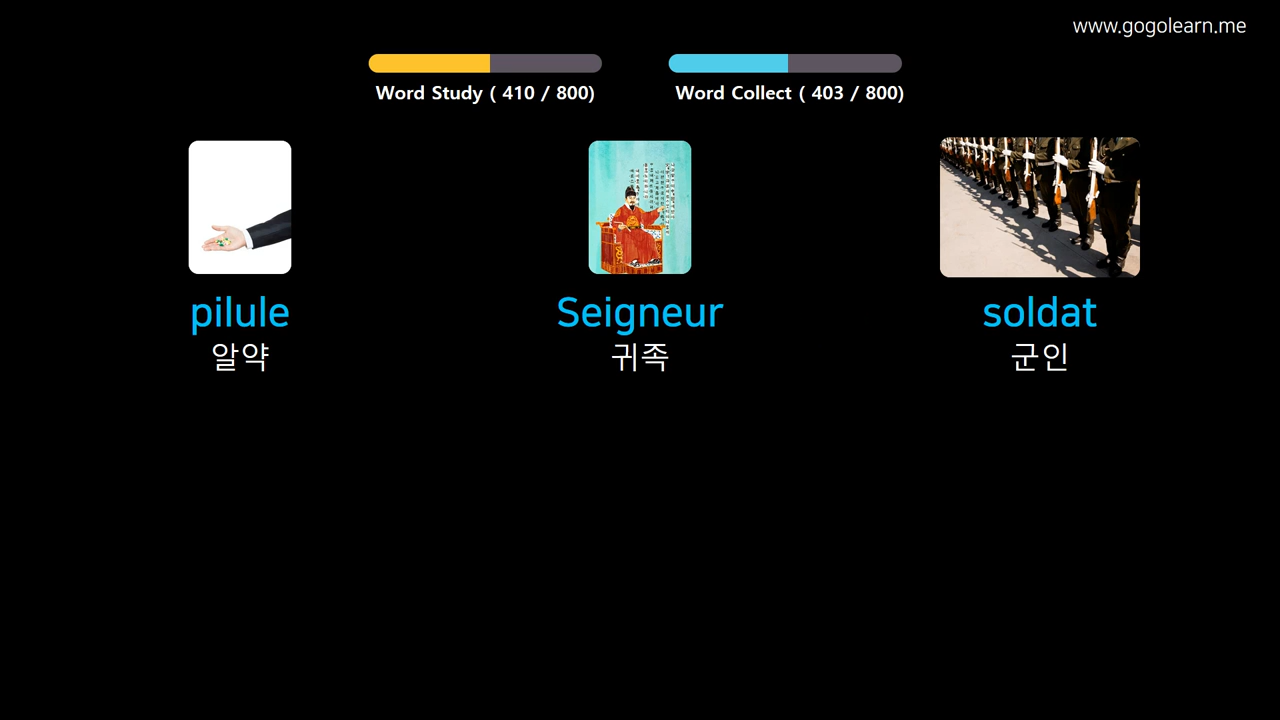 www.gogolearn.me
Word Study ( 410 / 800)
Word Collect ( 403 / 800)
pilule
Seigneur
soldat
알약
귀족
군인